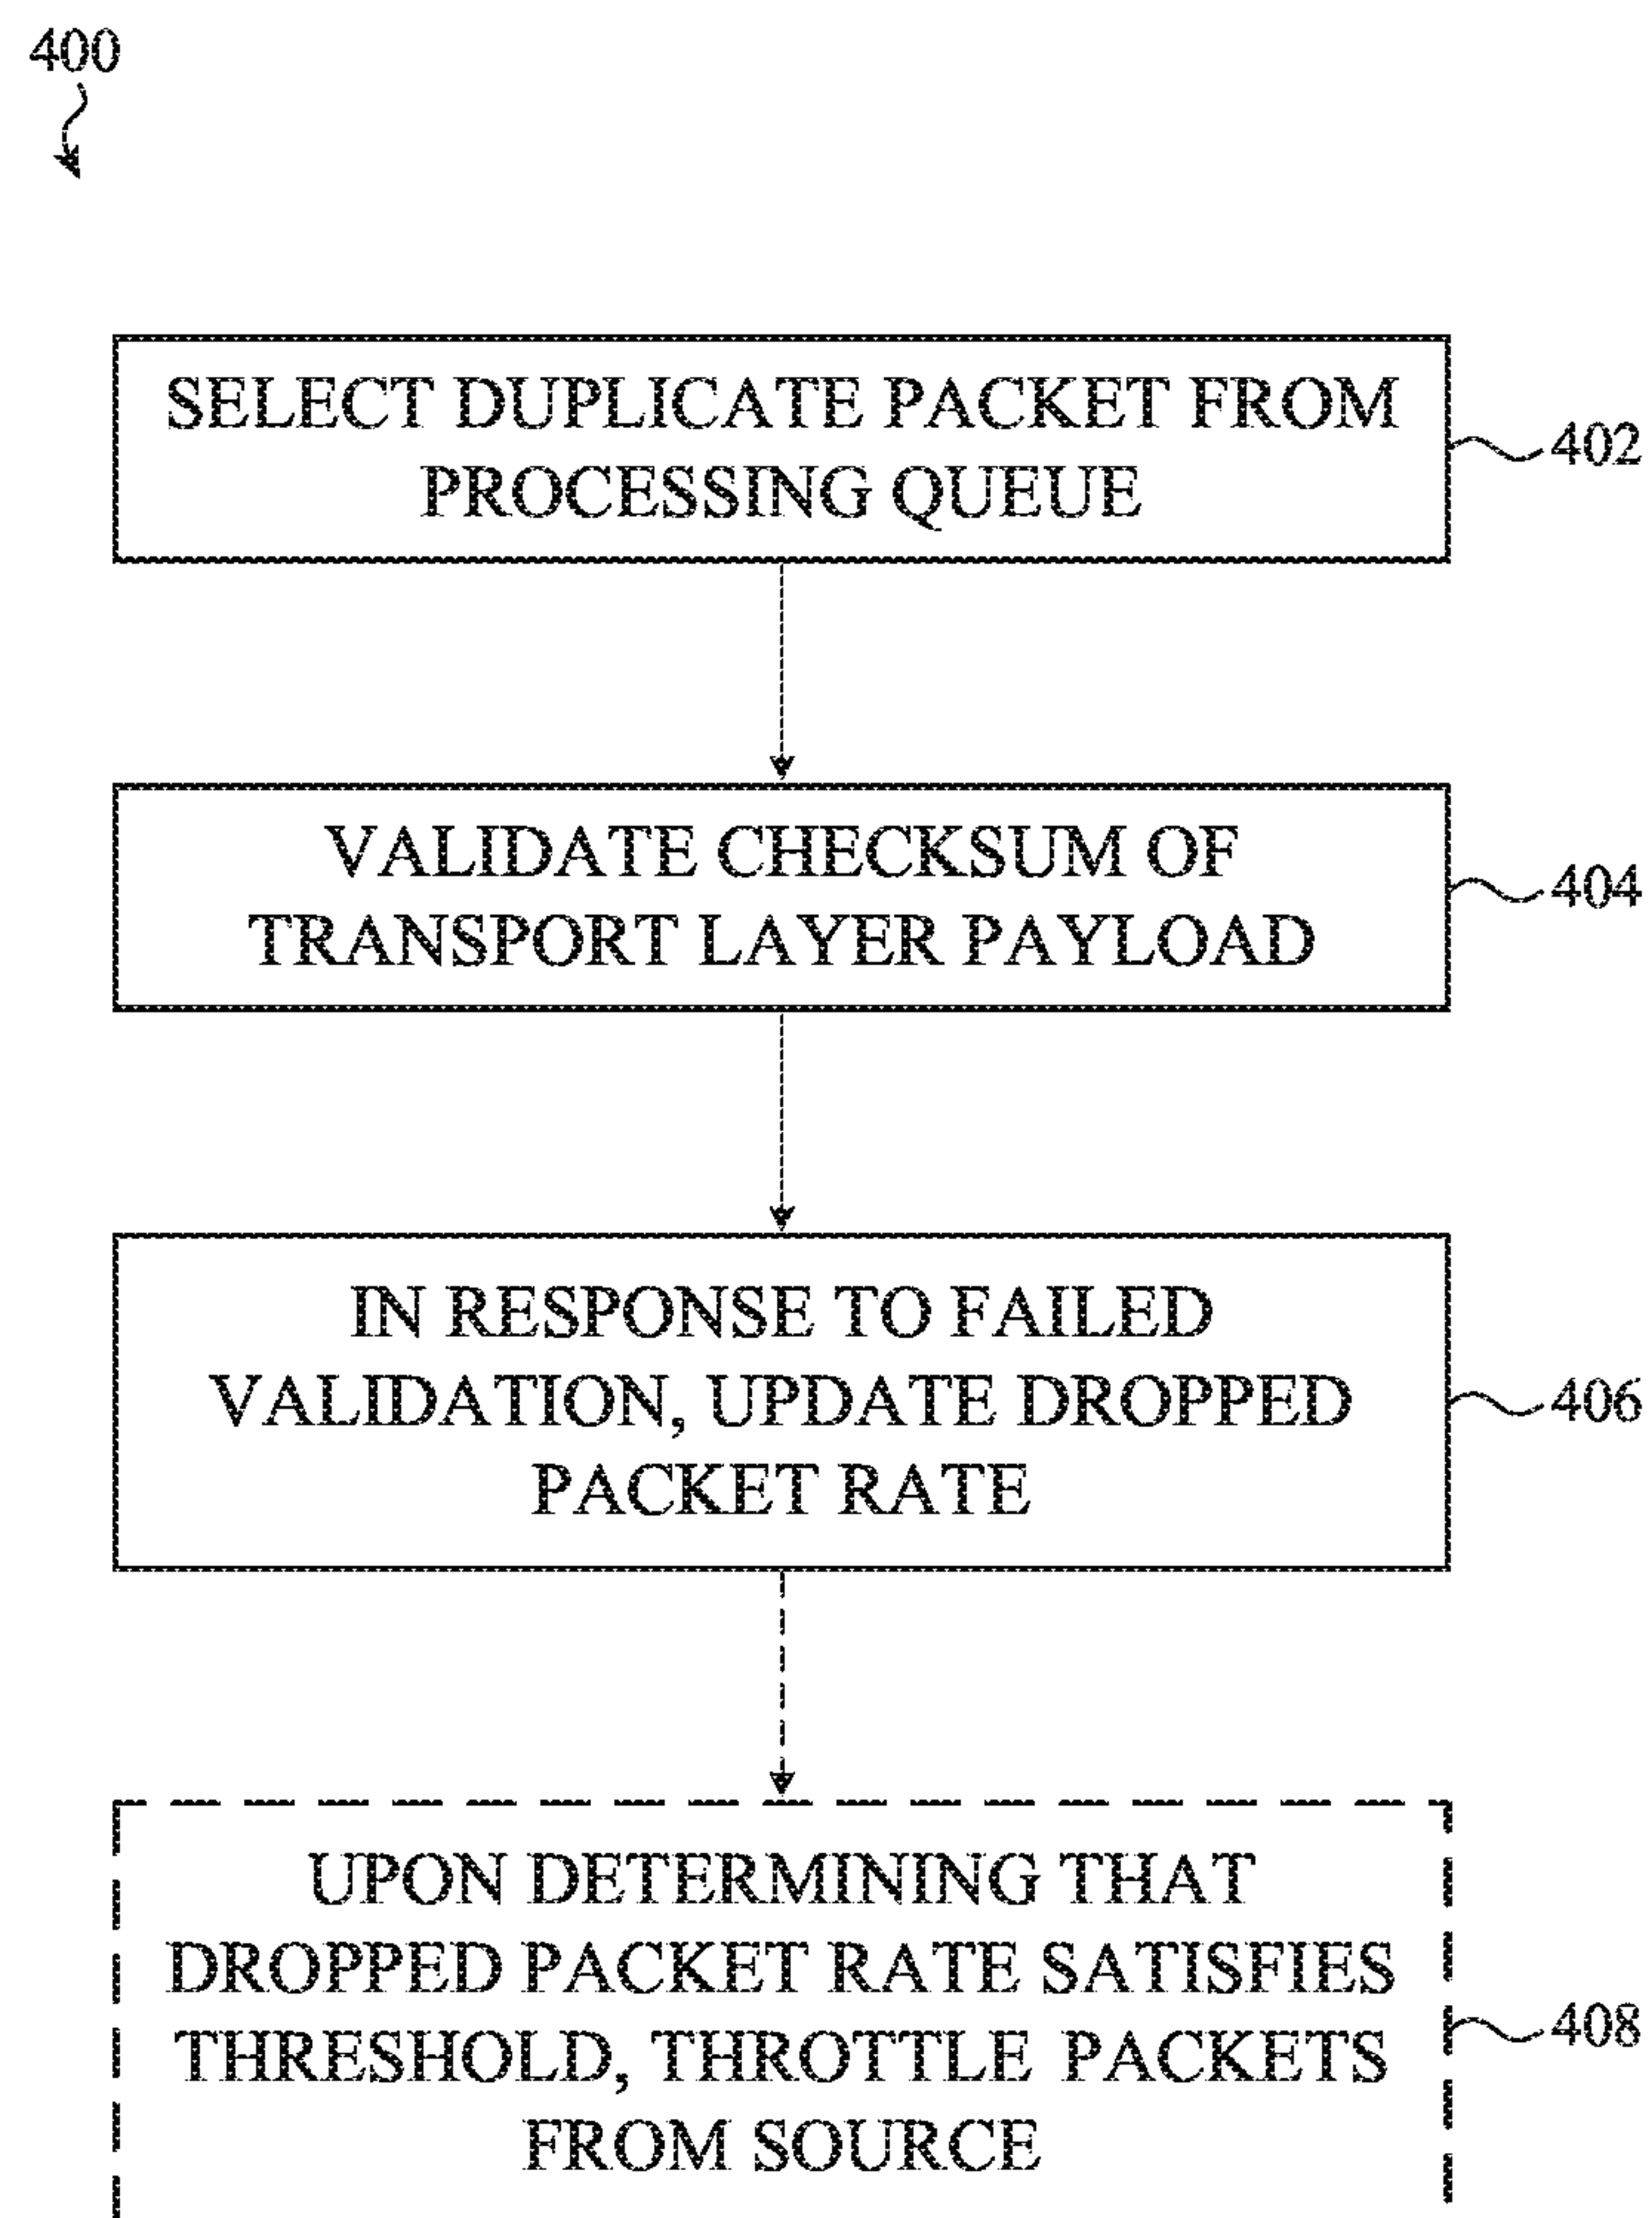 400
SELECT DUPLICATE PACKET FROM
PROCESSING QUEUE
402
VALIDATE CHECKSUM OF
TRANSPORT LAYER PAYLOAD
404
IN RESPONSE TO FAILED
VALIDATION, UPDATE DROPPED
PACKET RATE
406
UPON DETERMINING THAT
DROPPED PACKET RATE SATISFIES
THRESHOLD, THROTTLE PACKETS
FROM SOURCE
408